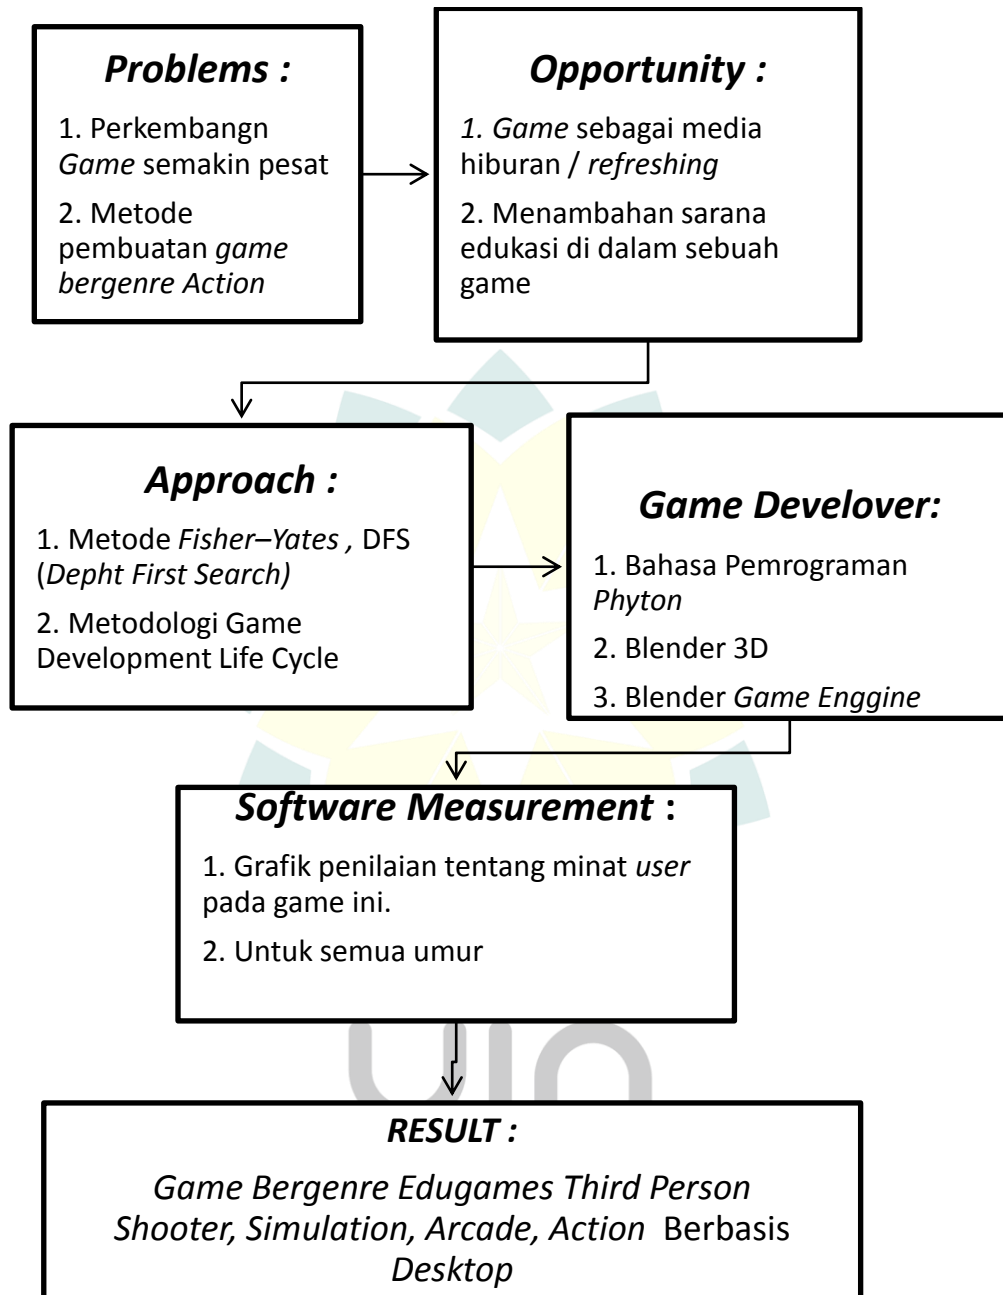 Problems :
1. Perkembangn
Game semakin pesat
2. Metode
pembuatan game
bergenre Action
Opportunity :
1. Game sebagai media
hiburan / refreshing
2. Menambahan sarana
edukasi di dalam sebuah
game
Approach :
1. Metode Fisher–Yates , DFS
(Depht First Search)
2. Metodologi Game
Development Life Cycle
Game Develover:
1. Bahasa Pemrograman
Phyton
2. Blender 3D
3. Blender Game Enggine
Software Measurement :
1. Grafik penilaian tentang minat user
pada game ini.
2. Untuk semua umur
uin
RESULT :
Game Bergenre Edugames Third Person
Shooter, Simulation, Arcade, Action Berbasis
Desktop